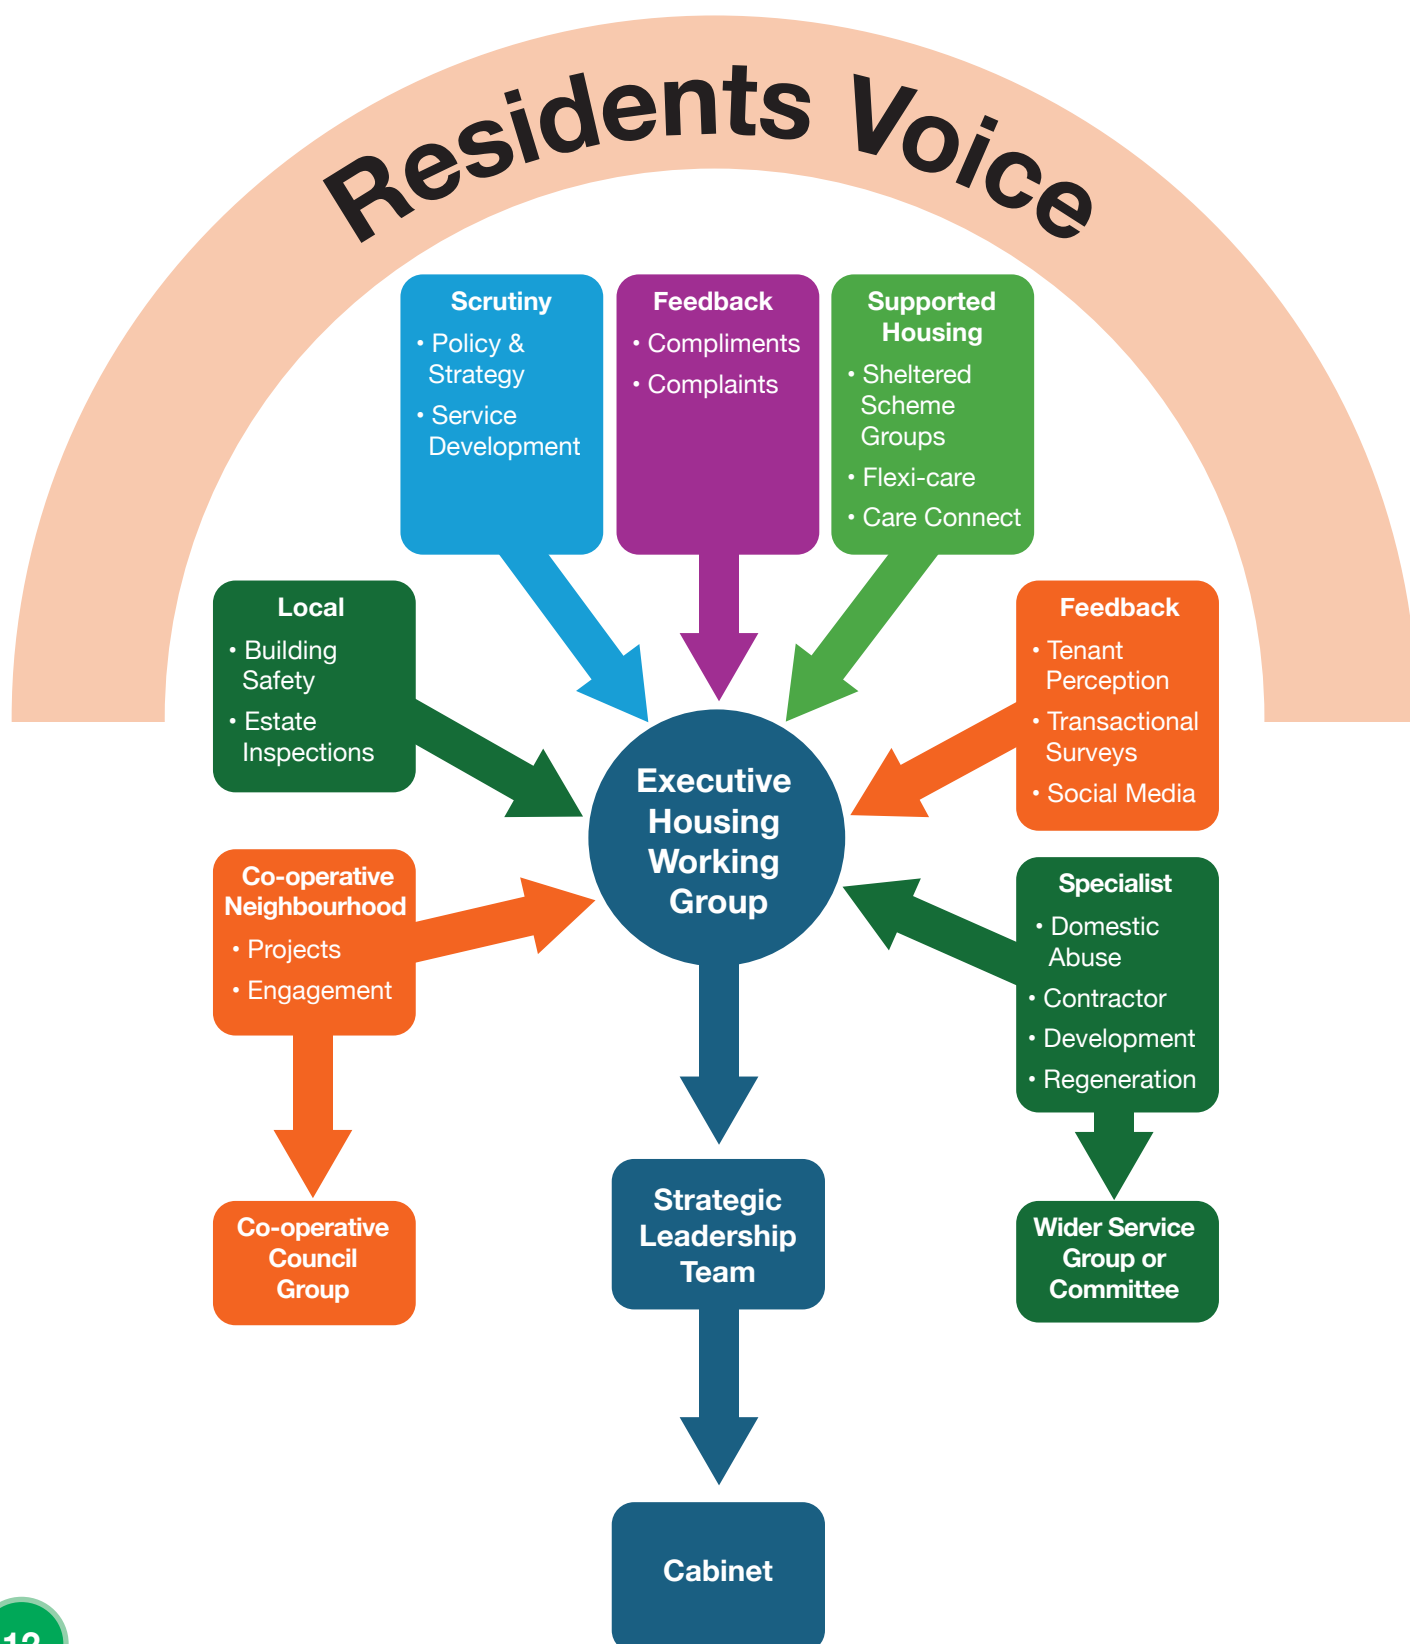 Residents Voice
Scrutiny
• Policy &
Strategy
• Service
Development
Feedback
• Compliments
• Complaints
Supported
Housing
• Sheltered
Scheme
Groups
• Flexi-care
• Care Connect
Local
• Building
Safety
• Estate
Inspections
Feedback
• Tenant
Perception
• Transactional
Surveys
• Social Media
Executive
Housing
Working
Group
Co-operative
Neighbourhood
• Projects
• Engagement
Specialist
• Domestic
Abuse
• Contractor
• Development
• Regeneration
Co-operative
Council
Group
Strategic
Leadership
Team
Wider Service
Group or
Committee
Cabinet
12